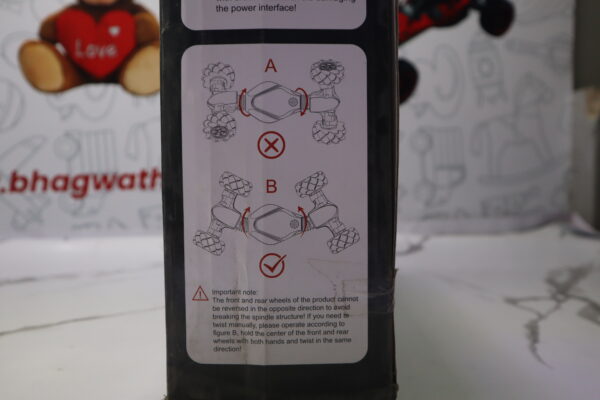 the power interface!
Love
.bhagwath
A
B
Important note:
The front and rear wheels of the product cannot
be reversed in the opposite direction to avoid
breaking the spindle structure! If you need to
twist manually, please operate according to
figure B, hold the center of the front and rear
wheels with both hands and twist in the same
direction!